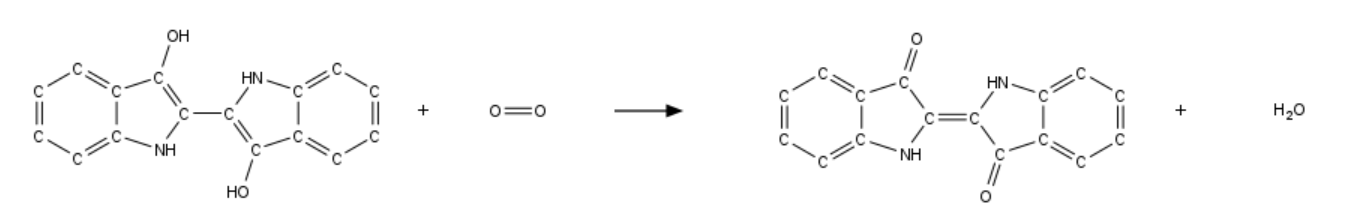 OH O
C C HN C C C HN C
C C C C C C C C
C C + O O C C + H₂O
C C C C C C C C
C NH C C C NH C C
HO O